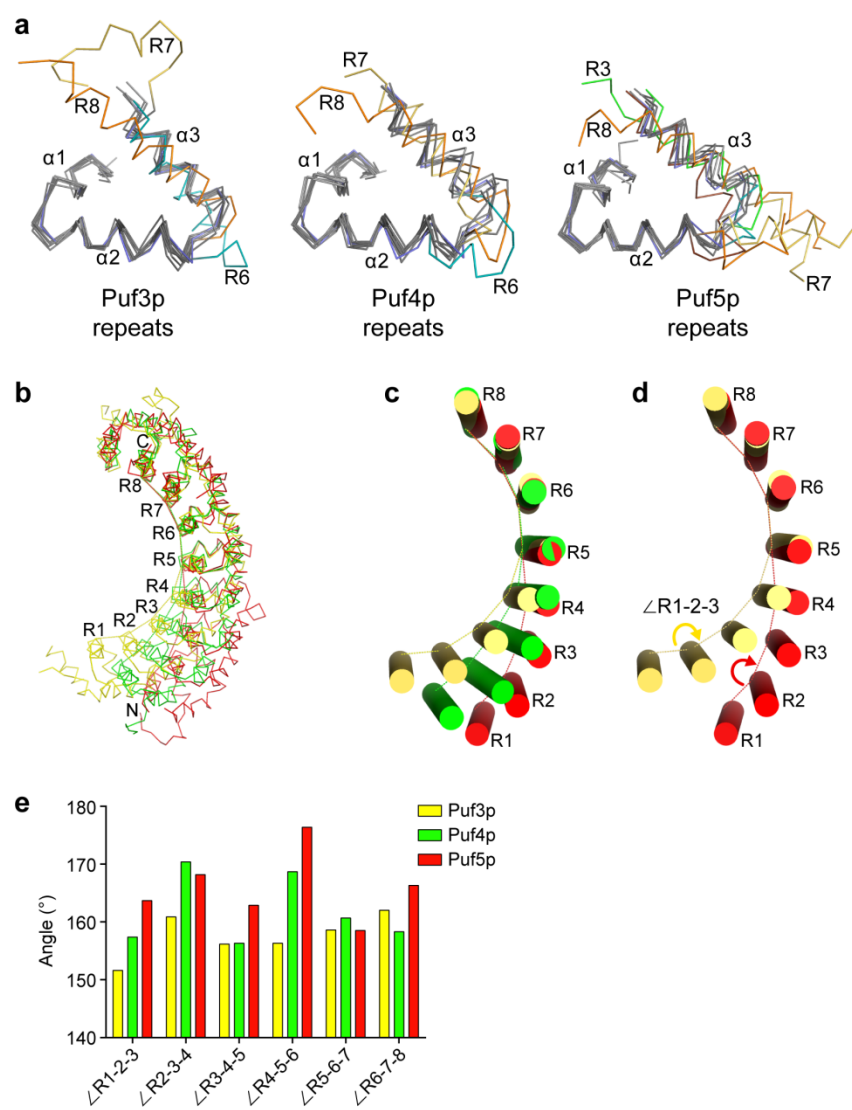 a
R7
R8
α3
α1
α2
R6
Puf3p
repeats
R7
R8
α3
α1
α2
R6
Puf4p
repeats
R3
R8
α3
α1
α2
R7
Puf5p
repeats
b
C
R8
R7
R6
R5
R4
R3
R2
R1
N
c
R8
R7
R6
R5
R4
R3
R2
R1
d
R8
R7
R6
R5
∠R1-2-3
R4
R3
R2
R1
e
180
170
160
150
140
Angle (°)
Puf3p
Puf4p
Puf5p
∠R1-2-3
∠R2-3-4
∠R3-4-5
∠R4-5-6
∠R5-6-7
∠R6-7-8